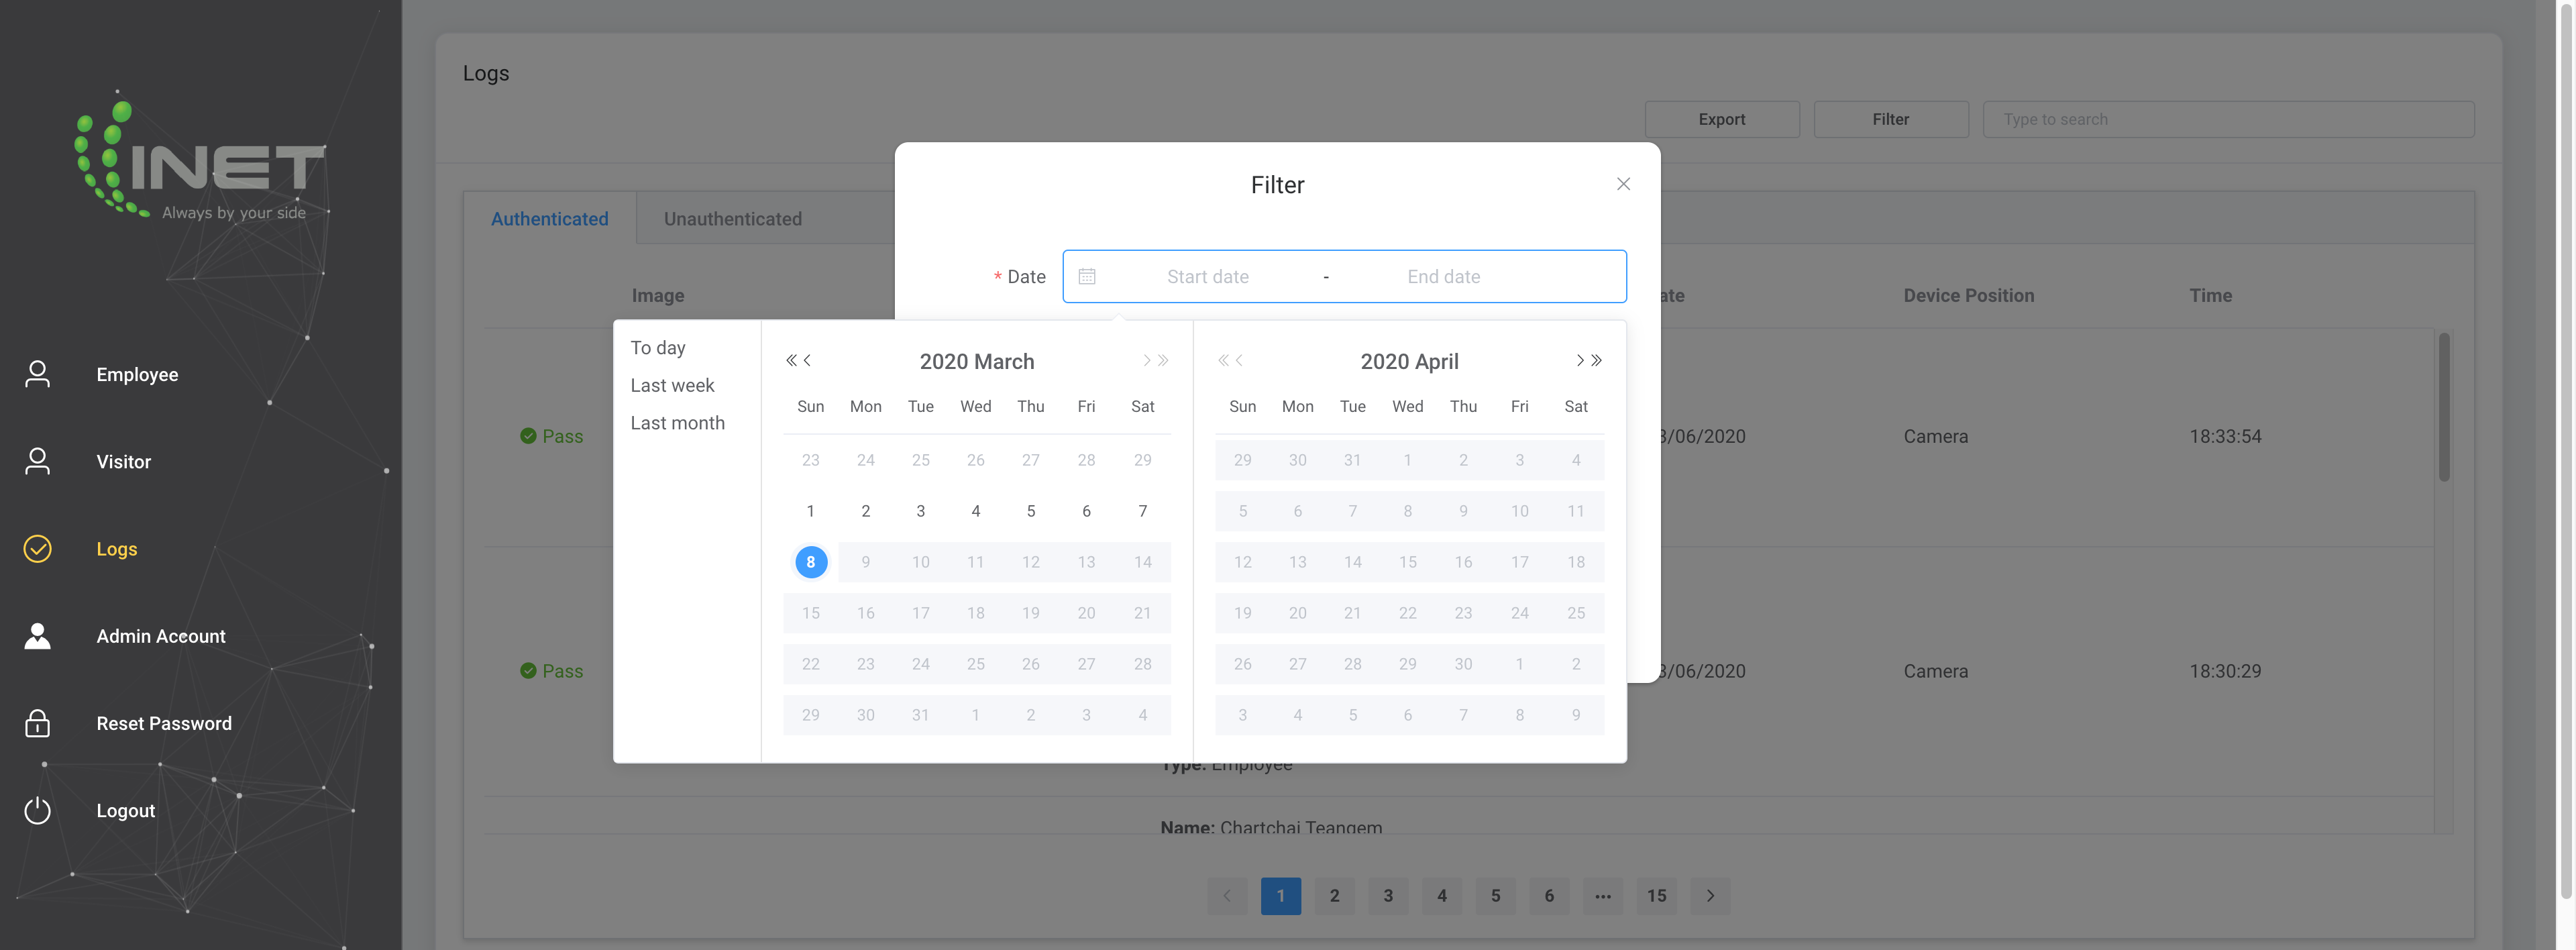 INET
Always by your side
Employee
Visitor
Logs
Admin Account
Reset Password
Logout
Logs
Export
Filter
Type to search
Authenticated
Unauthenticated
Image
Device Position
Time
Pass
/06/2020
Camera
18:33:54
Pass
/06/2020
Camera
18:30:29
Type: Employee
Name: Chartchai Teangem
1 2 3 4 5 6 ••• 15
Filter
* Date
Start date - End date
To day
Last week
Last month
2020 March
Sun Mon Tue Wed Thu Fri Sat
23 24 25 26 27 28 29
1 2 3 4 5 6 7
8 9 10 11 12 13 14
15 16 17 18 19 20 21
22 23 24 25 26 27 28
29 30 31 1 2 3 4
2020 April
Sun Mon Tue Wed Thu Fri Sat
29 30 31 1 2 3 4
5 6 7 8 9 10 11
12 13 14 15 16 17 18
19 20 21 22 23 24 25
26 27 28 29 30 1 2
3 4 5 6 7 8 9